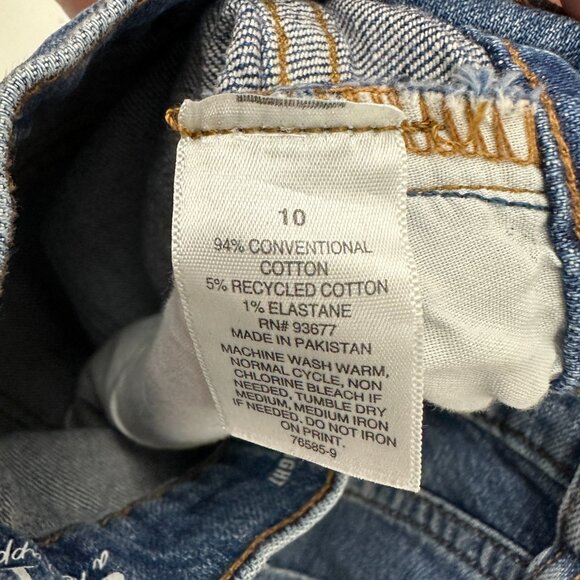 10
94% CONVENTIONAL
COTTON
5% RECYCLED COTTON
1% ELASTANE
RN# 93677
MADE IN PAKISTAN
MACHINE WASH WARM,
NORMAL CYCLE, NON
CHLORINE BLEACH IF
NEEDED, TUMBLE DRY
MEDIUM, MEDIUM IRON
IF NEEDED. DO NOT IRON
ON PRINT.
76585-9